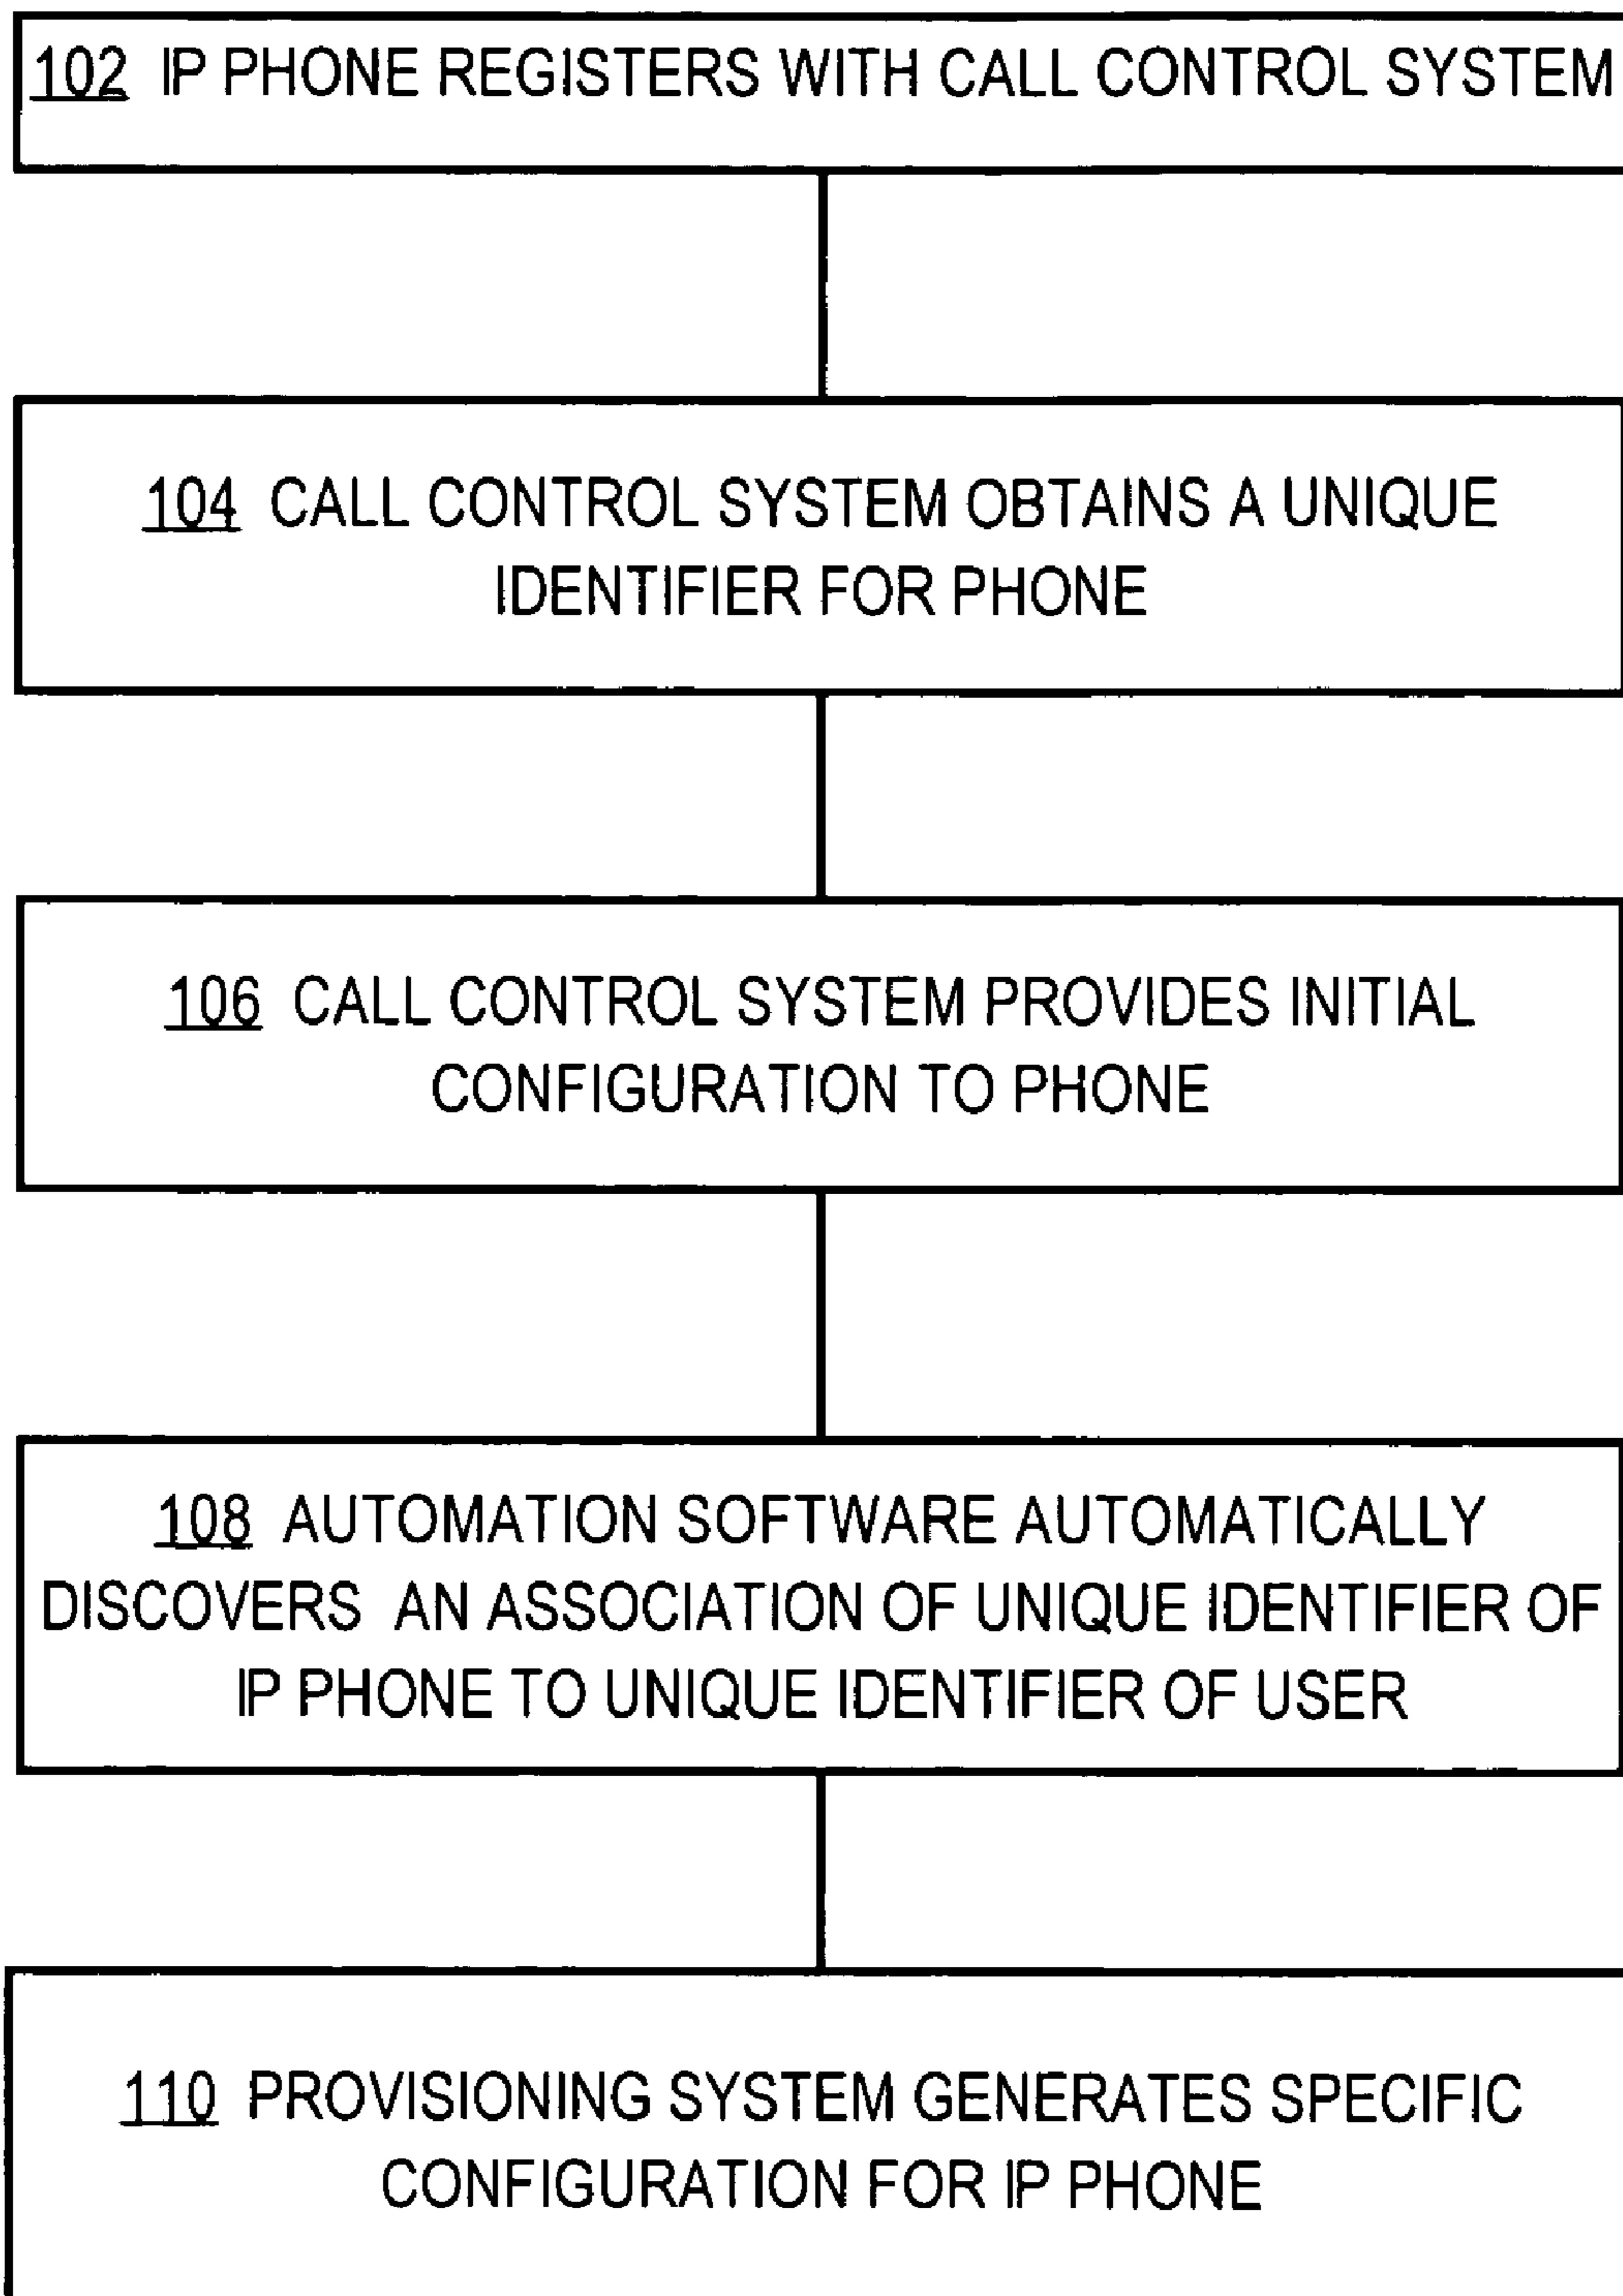 102 IP PHONE REGISTERS WITH CALL CONTROL SYSTEM
104 CALL CONTROL SYSTEM OBTAINS A UNIQUE
IDENTIFIER FOR PHONE
106 CALL CONTROL SYSTEM PROVIDES INITIAL
CONFIGURATION TO PHONE
108 AUTOMATION SOFTWARE AUTOMATICALLY
DISCOVERS AN ASSOCIATION OF UNIQUE IDENTIFIER OF
IP PHONE TO UNIQUE IDENTIFIER OF USER
110 PROVISIONING SYSTEM GENERATES SPECIFIC
CONFIGURATION FOR IP PHONE